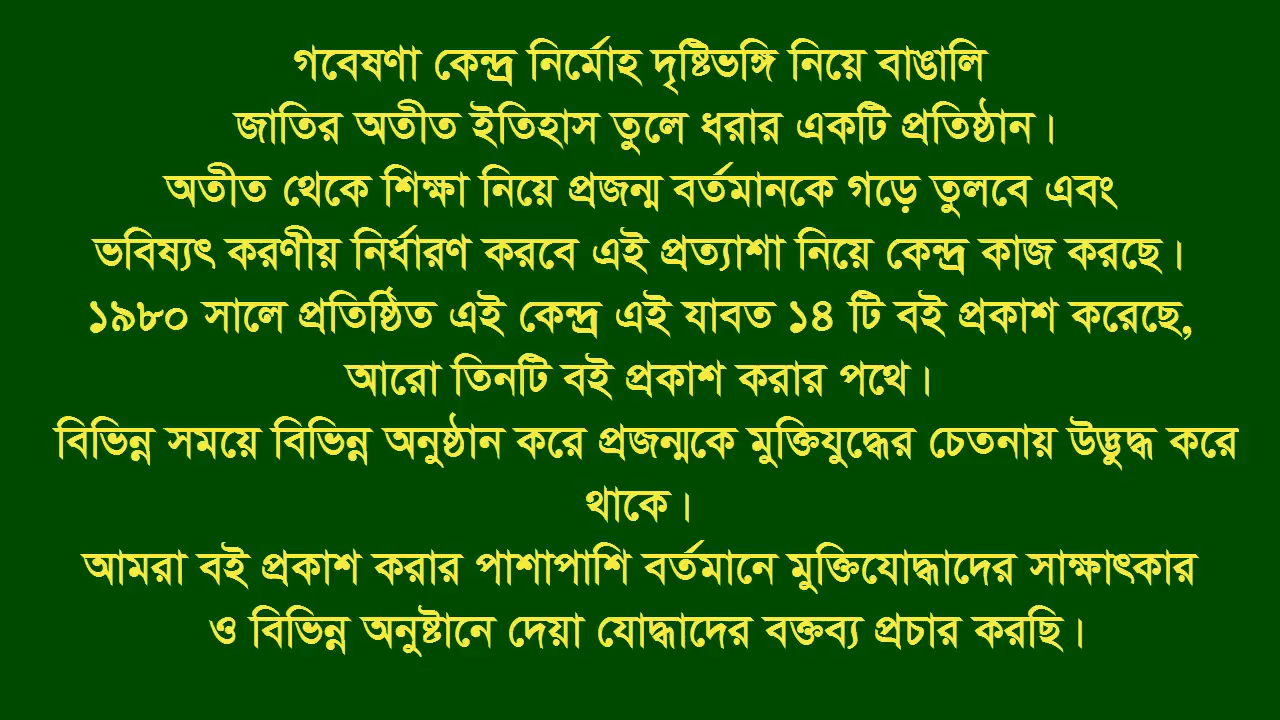 গবেষণা কেন্দ্র নির্মোহ দৃষ্টিভঙ্গি নিয়ে বাঙালি
জাতির অতীত ইতিহাস তুলে ধরার একটি প্রতিষ্ঠান।
অতীত থেকে শিক্ষা নিয়ে প্রজন্ম বর্তমানকে গড়ে তুলবে এবং
ভবিষ্যৎ করণীয় নির্ধারণ করবে এই প্রত্যাশা নিয়ে কেন্দ্র কাজ করছে।
১৯৮০ সালে প্রতিষ্ঠিত এই কেন্দ্র এই যাবত ১৪ টি বই প্রকাশ করেছে,
আরো তিনটি বই প্রকাশ করার পথে।
বিভিন্ন সময়ে বিভিন্ন অনুষ্ঠান করে প্রজন্মকে মুক্তিযুদ্ধের চেতনায় উদ্ভুদ্ধ করে
থাকে।
আমরা বই প্রকাশ করার পাশাপাশি বর্তমানে মুক্তিযোদ্ধাদের সাক্ষাৎকার
ও বিভিন্ন অনুষ্টানে দেয়া যোদ্ধাদের বক্তব্য প্রচার করছি।